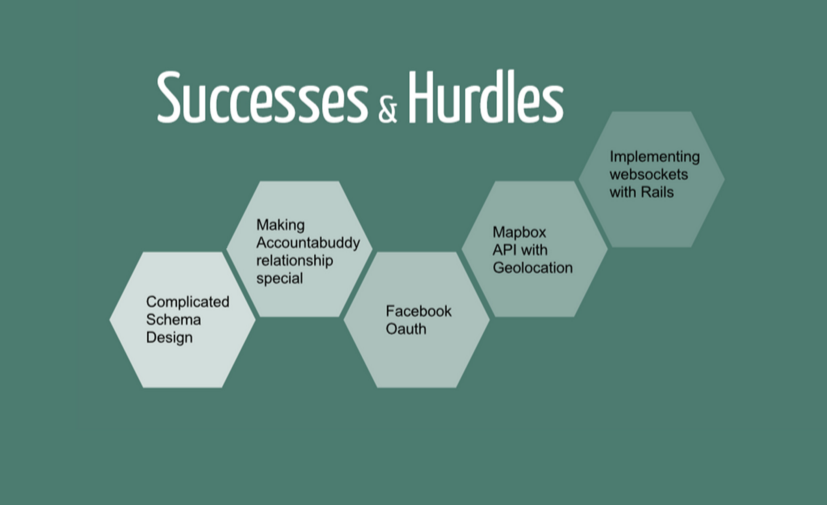 Successes & Hurdles
Complicated
Schema
Design
Making
Accountabuddy
relationship
special
Facebook
Oauth
Mapbox
API with
Geolocation
Implementing
websockets
with Rails